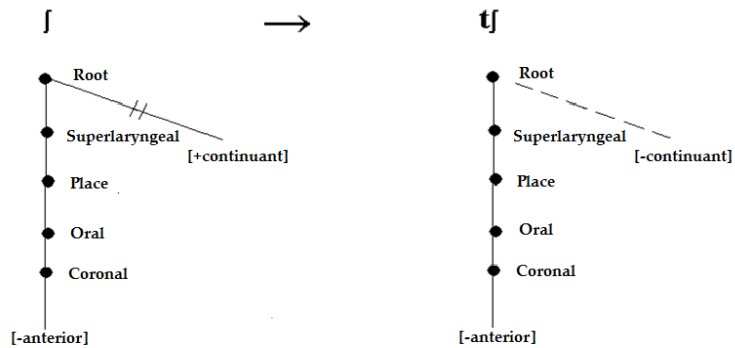 ʃ → tʃ
Root Root
Superlaryngeal Superlaryngeal
[+continuant] [-continuant]
Place Place
Oral Oral
Coronal Coronal
[-anterior] [-anterior]